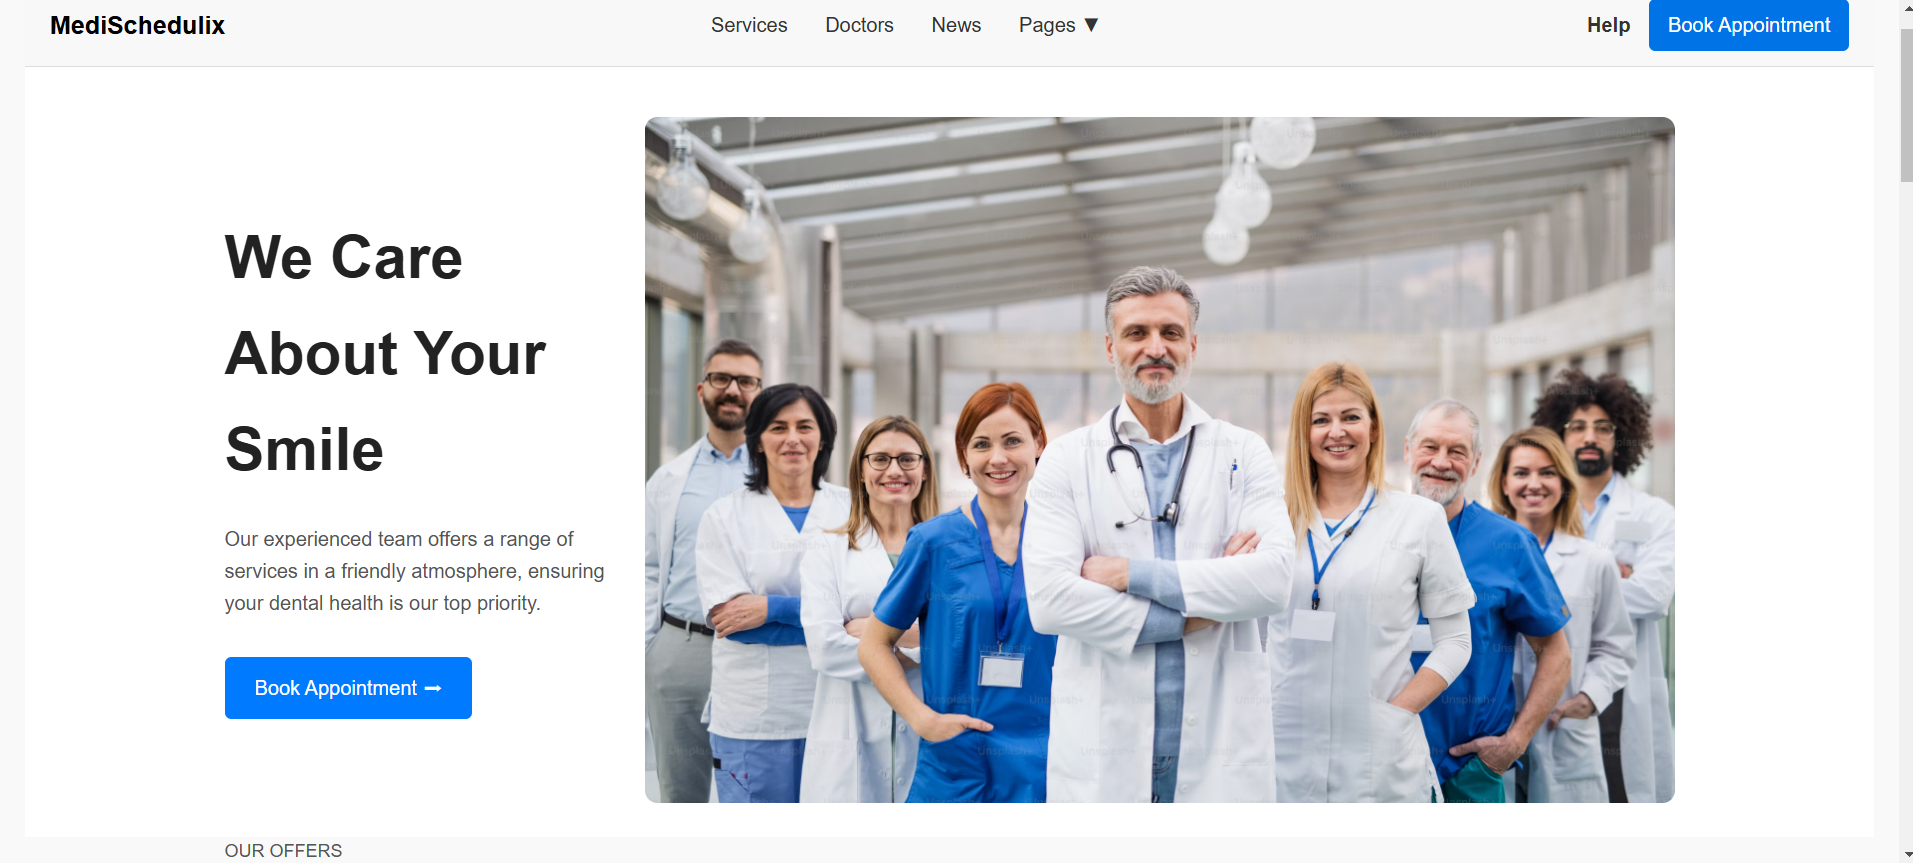 MediSchedulix
Services Doctors News Pages ▼
Help Book Appointment
We Care
About Your
Smile
Our experienced team offers a range of
services in a friendly atmosphere, ensuring
your dental health is our top priority.
Book Appointment ➞
Unsplash+
OUR OFFERS